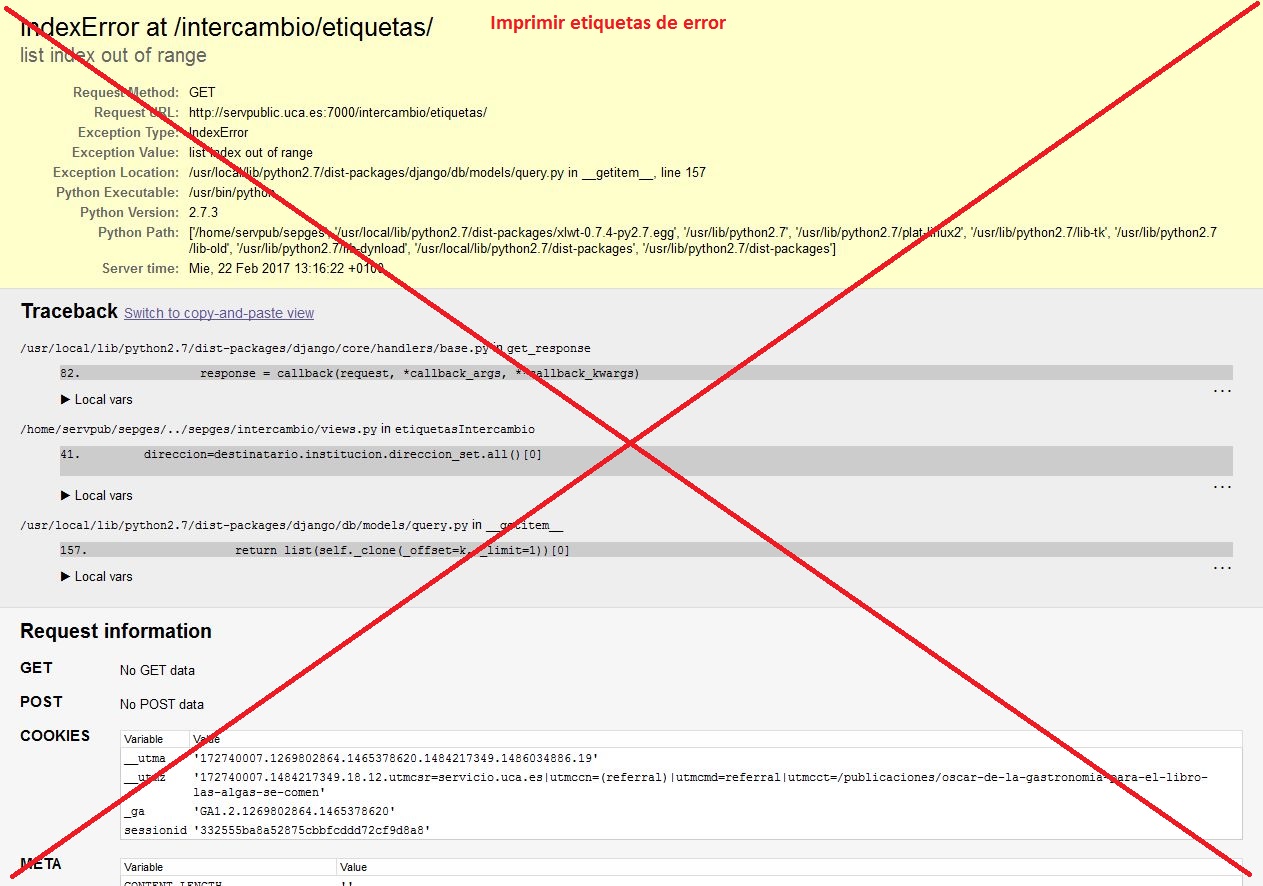 IndexError at /intercambio/etiquetas/
Imprimir etiquetas de error
list index out of range
Request Method: GET
Request URL: http://servpublic.uca.es:7000/intercambio/etiquetas/
Exception Type: IndexError
Exception Value: list index out of range
Exception Location: /usr/local/lib/python2.7/dist-packages/django/db/models/query.py in __getitem__, line 157
Python Executable: /usr/bin/python
Python Version: 2.7.3
Python Path: ['/home/servpub/sepges', '/usr/local/lib/python2.7/dist-packages/xlwt-0.7.4-py2.7.egg', '/usr/lib/python2.7', '/usr/lib/python2.7/plat-linux2', '/usr/lib/python2.7/lib-tk', '/usr/lib/python2.7
/lib-old', '/usr/lib/python2.7/lib-dynload', '/usr/local/lib/python2.7/dist-packages', '/usr/lib/python2.7/dist-packages']
Server time: Mie, 22 Feb 2017 13:16:22 +0100
Traceback Switch to copy-and-paste view
/usr/local/lib/python2.7/dist-packages/django/core/handlers/base.py in get_response
82. response = callback(request, *callback_args, **callback_kwargs)
...
▶ Local vars
/home/servpub/sepges/../sepges/intercambio/views.py in etiquetasIntercambio
41. direccion=destinatario.institucion.direccion_set.all()[0]
...
▶ Local vars
/usr/local/lib/python2.7/dist-packages/django/db/models/query.py in __getitem__
157. return list(self._clone(_offset=k, _limit=1))[0]
...
▶ Local vars
Request information
GET No GET data
POST No POST data
COOKIES
Variable Value
__utma '172740007.1269802864.1465378620.1484217349.1486034886.19'
__utmz '172740007.1484217349.18.12.utmcsr=servicio.uca.es|utmccn=(referral)|utmcmd=referral|utmcct=/publicaciones/oscar-de-la-gastronomia-para-el-libro-
las-algas-se-comen'
_ga 'GA1.2.1269802864.1465378620'
sessionid '332555ba8a52875cbbfcddd72cf9d8a8'
META
Variable Value
CONTENT_LENGTH ''